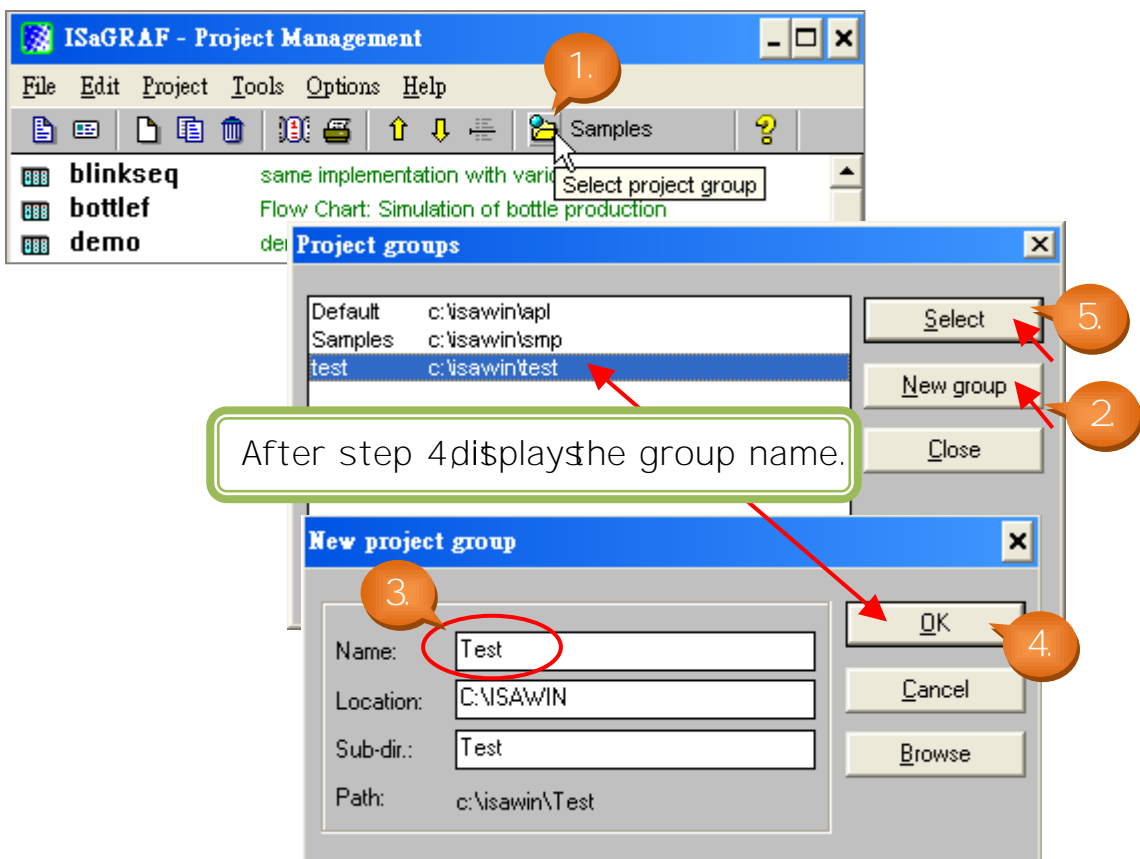 ISaGRAF - Project Management
1.
File Edit Project Tools Options Help
Samples
blinkseq same implementation with vario
Select project group
bottlef Flow Chart: Simulation of bottle production
demo
Project groups
Default c:\isawin\apl
Samples c:\isawin\smp
test c:\isawin\test
Select
5.
New group
2.
Close
After step 4, it displays the group name.
New project group
3.
Name: Test
Location: C:\ISAWIN
Sub-dir.: Test
Path: c:\isawin\Test
OK
4.
Cancel
Browse